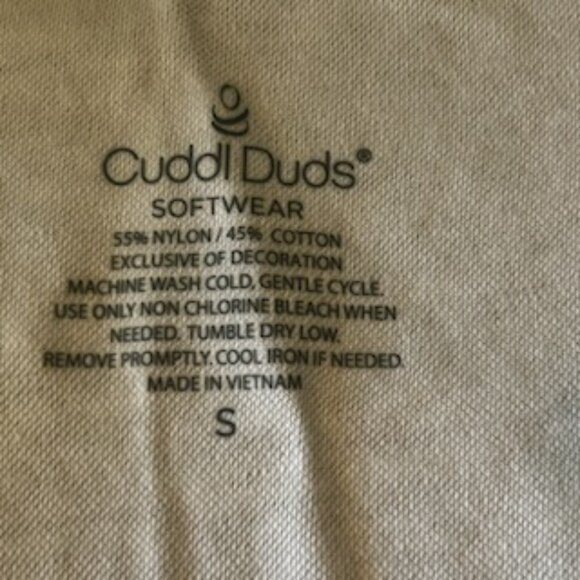 Cuddl Duds®
SOFTWEAR
55% NYLON / 45% COTTON
EXCLUSIVE OF DECORATION
MACHINE WASH COLD, GENTLE CYCLE.
USE ONLY NON CHLORINE BLEACH WHEN
NEEDED. TUMBLE DRY LOW.
REMOVE PROMPTLY. COOL IRON IF NEEDED.
MADE IN VIETNAM
S